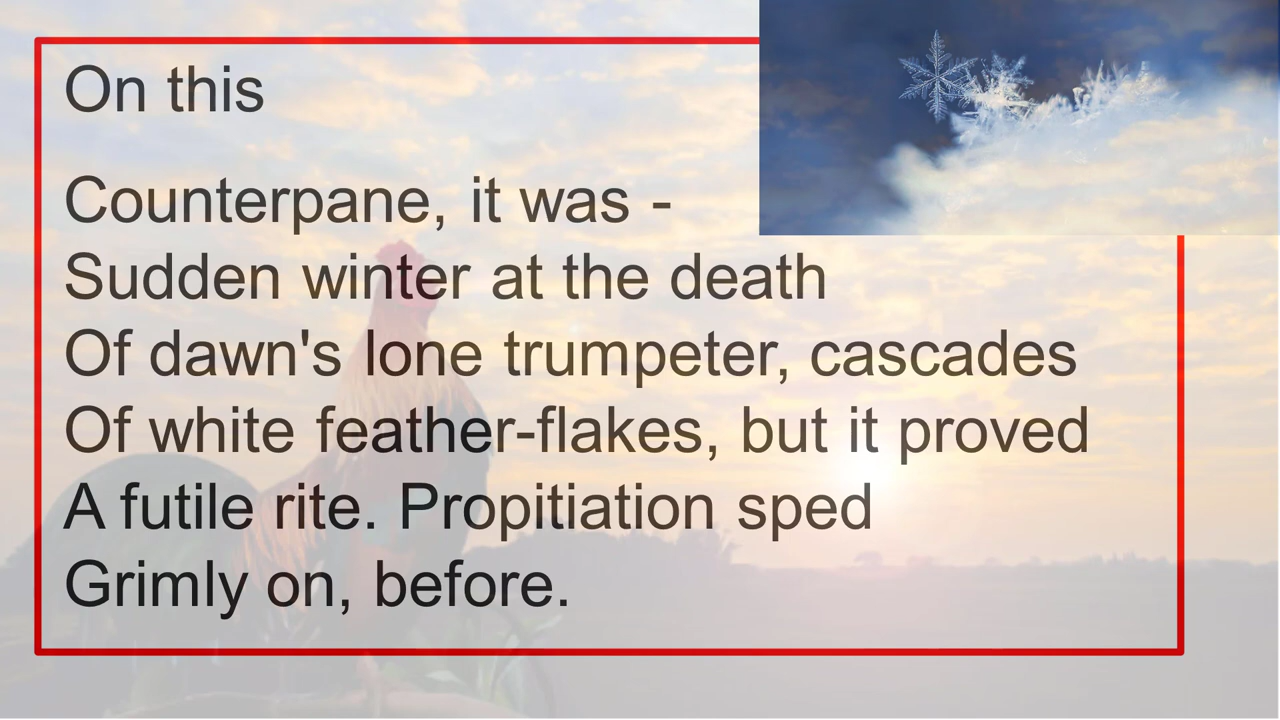 On this
Counterpane, it was -
Sudden winter at the death
Of dawn's lone trumpeter, cascades
Of white feather-flakes, but it proved
A futile rite. Propitiation sped
Grimly on, before.